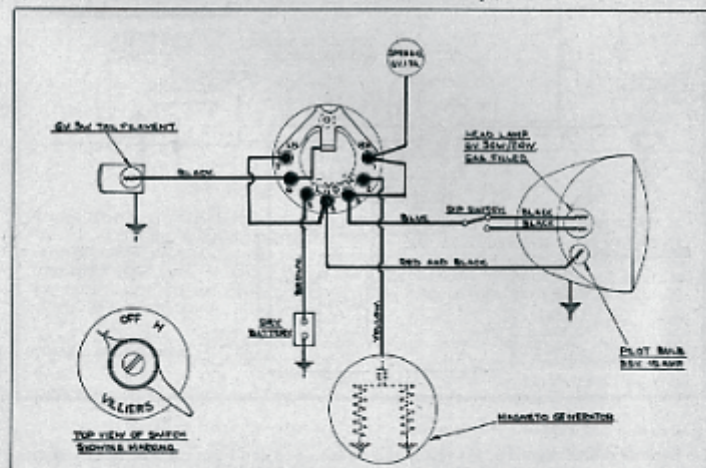 6V 3W TAIL FILAMENT
BLACK
HEAD LAMP
6V 30W/24W
GAS FILLED
BLUE
DIP SWITCH
BLACK
BLACK
RED AND BLACK
BROWN
YELLOW
DRY
BATTERY
PILOT BULB
MAGNETO GENERATOR
OFF
H
VILLIERS
TOP VIEW OF SWITCH
SHOWING MARKING